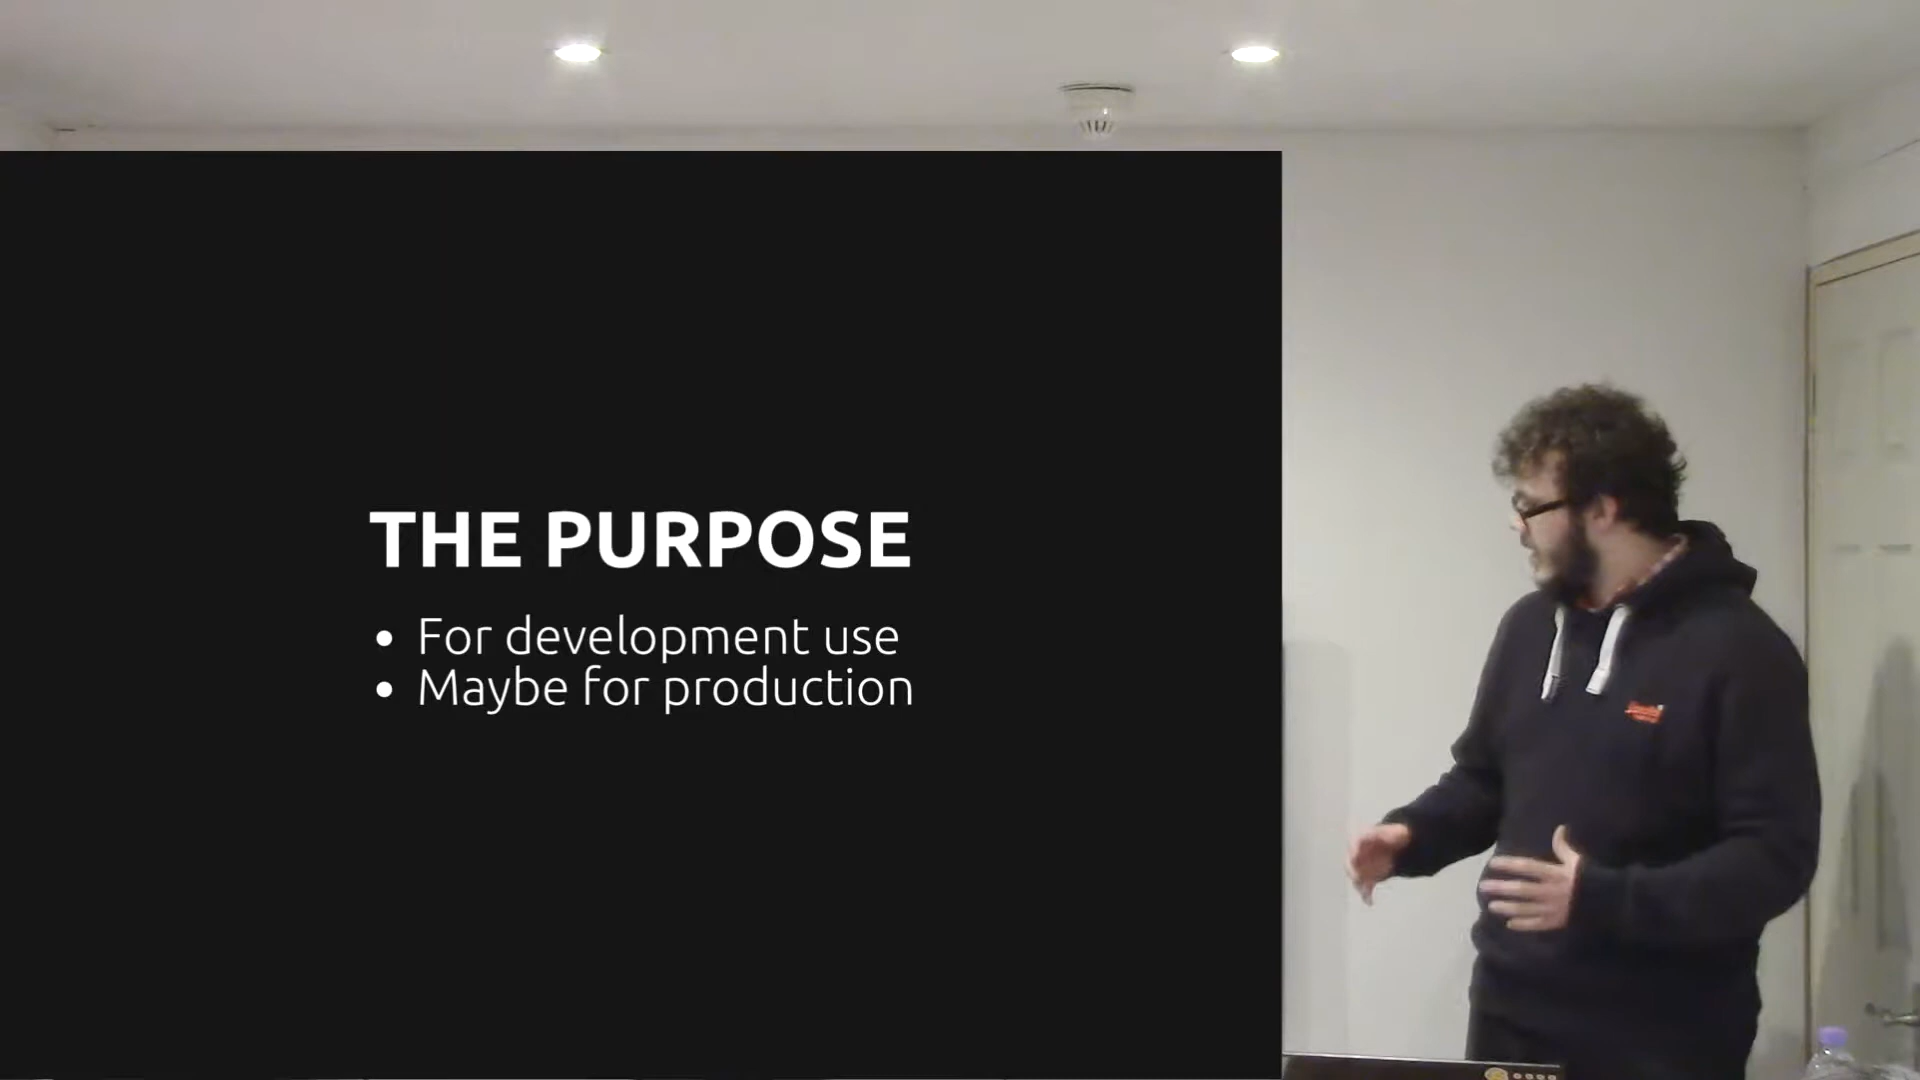 THE PURPOSE
• For development use
• Maybe for production